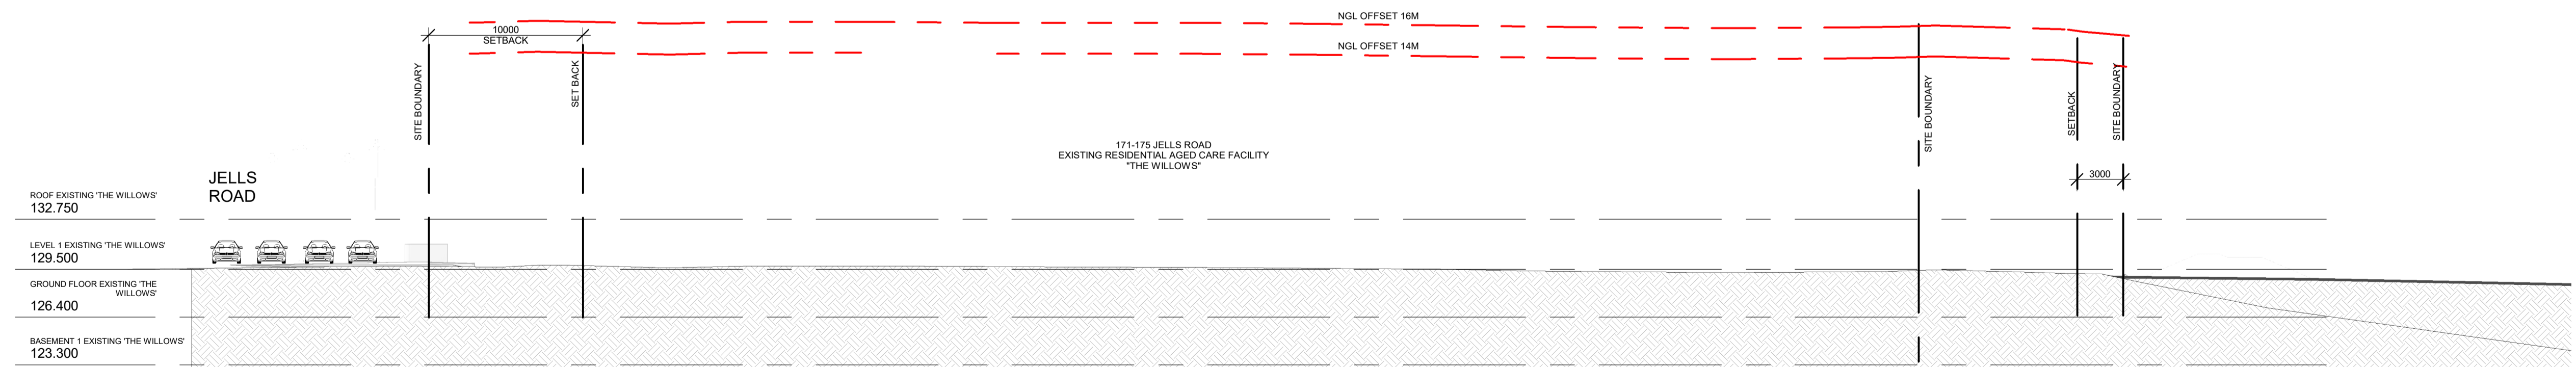 NGL OFFSET 16M
10000
SETBACK
NGL OFFSET 14M
SITE BOUNDARY
SET BACK
SITE BOUNDARY
SETBACK
SITE BOUNDARY
171-175 JELLS ROAD
EXISTING RESIDENTIAL AGED CARE FACILITY
"THE WILLOWS"
3000
JELLS
ROAD
ROOF EXISTING 'THE WILLOWS'
132.750
LEVEL 1 EXISTING 'THE WILLOWS'
129.500
GROUND FLOOR EXISTING 'THE
WILLOWS'
126.400
BASEMENT 1 EXISTING 'THE WILLOWS'
123.300